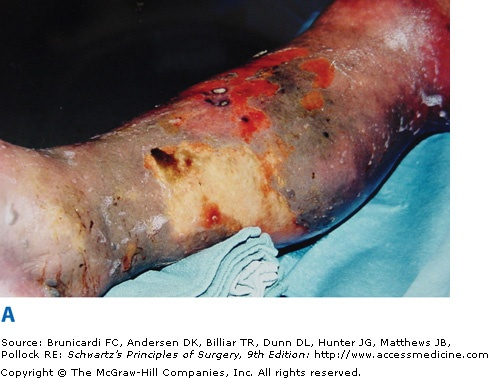 A
Source: Brunicardi FC, Andersen DK, Billiar TR, Dunn DL, Hunter JG, Matthews JB,
Pollock RE: Schwartz's Principles of Surgery, 9th Edition: http://www.accessmedicine.com
Copyright © The McGraw-Hill Companies, Inc. All rights reserved.